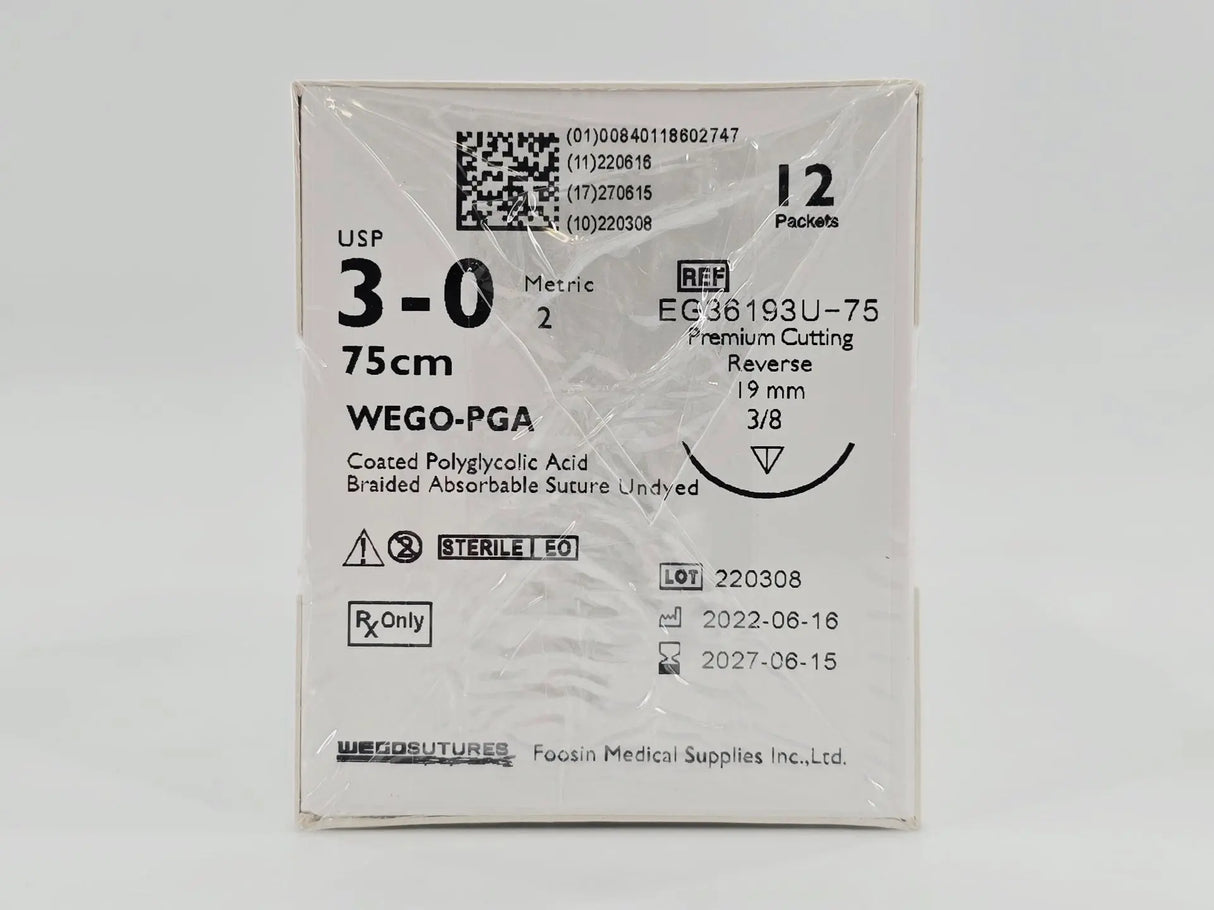 (01)00840118602747
(11)220616
(17)270615
(10)220308
12
Packets
USP
3-0
Metric
2
75cm
WEGO-PGA
Coated Polyglycolic Acid
Braided Absorbable Suture Undyed
REF
EG36193U-75
Premium Cutting
Reverse
19 mm
3/8
STERILE EO
Rx Only
LOT 220308
2022-06-16
2027-06-15
WEGOSUTURES Foosin Medical Supplies Inc.,Ltd.